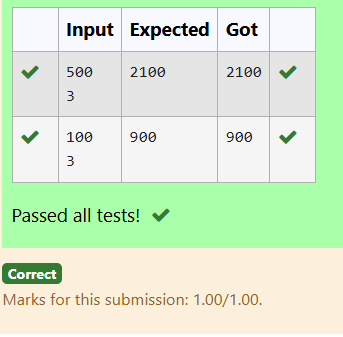 Input Expected Got
500 2100 2100
3
100 900 900
3
Passed all tests!
Correct
Marks for this submission: 1.00/1.00.